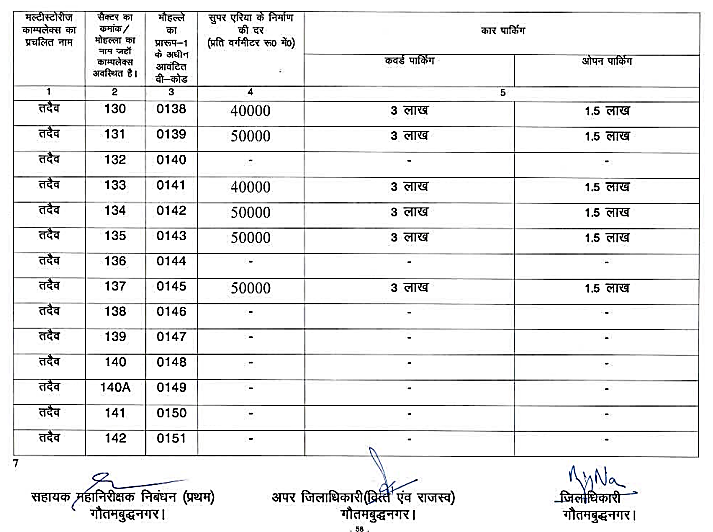 मल्टीस्टोरीज काम्पलेक्स का प्रचलित नाम | सैक्टर का कमांक/ मोहल्ला का नाम जहाँ काम्पलेक्स अवस्थित है। | मोहल्ले का प्रारूप-1 के अधीन आवंटित वी-कोड | सुपर एरिया के निर्माण की दर (प्रति वर्गमीटर रू0 में0) | कार पार्किंग
कवर्ड पार्किंग | ओपन पार्किंग
1 | 2 | 3 | 4 | 5
तदैव | 130 | 0138 | 40000 | 3 लाख | 1.5 लाख
तदैव | 131 | 0139 | 50000 | 3 लाख | 1.5 लाख
तदैव | 132 | 0140 | - | - | -
तदैव | 133 | 0141 | 40000 | 3 लाख | 1.5 लाख
तदैव | 134 | 0142 | 50000 | 3 लाख | 1.5 लाख
तदैव | 135 | 0143 | 50000 | 3 लाख | 1.5 लाख
तदैव | 136 | 0144 | - | - | -
तदैव | 137 | 0145 | 50000 | 3 लाख | 1.5 लाख
तदैव | 138 | 0146 | - | - | -
तदैव | 139 | 0147 | - | - | -
तदैव | 140 | 0148 | - | - | -
तदैव | 140A | 0149 | - | - | -
तदैव | 141 | 0150 | - | - | -
तदैव | 142 | 0151 | - | - | -
7
सहायक महानिरीक्षक निबंधन (प्रथम) | अपर जिलाधिकारी(वित्त एंव राजस्व) | जिलाधिकारी
गौतमबुद्धनगर। | गौतमबुद्धनगर। | गौतमबुद्धनगर।
- 58 -